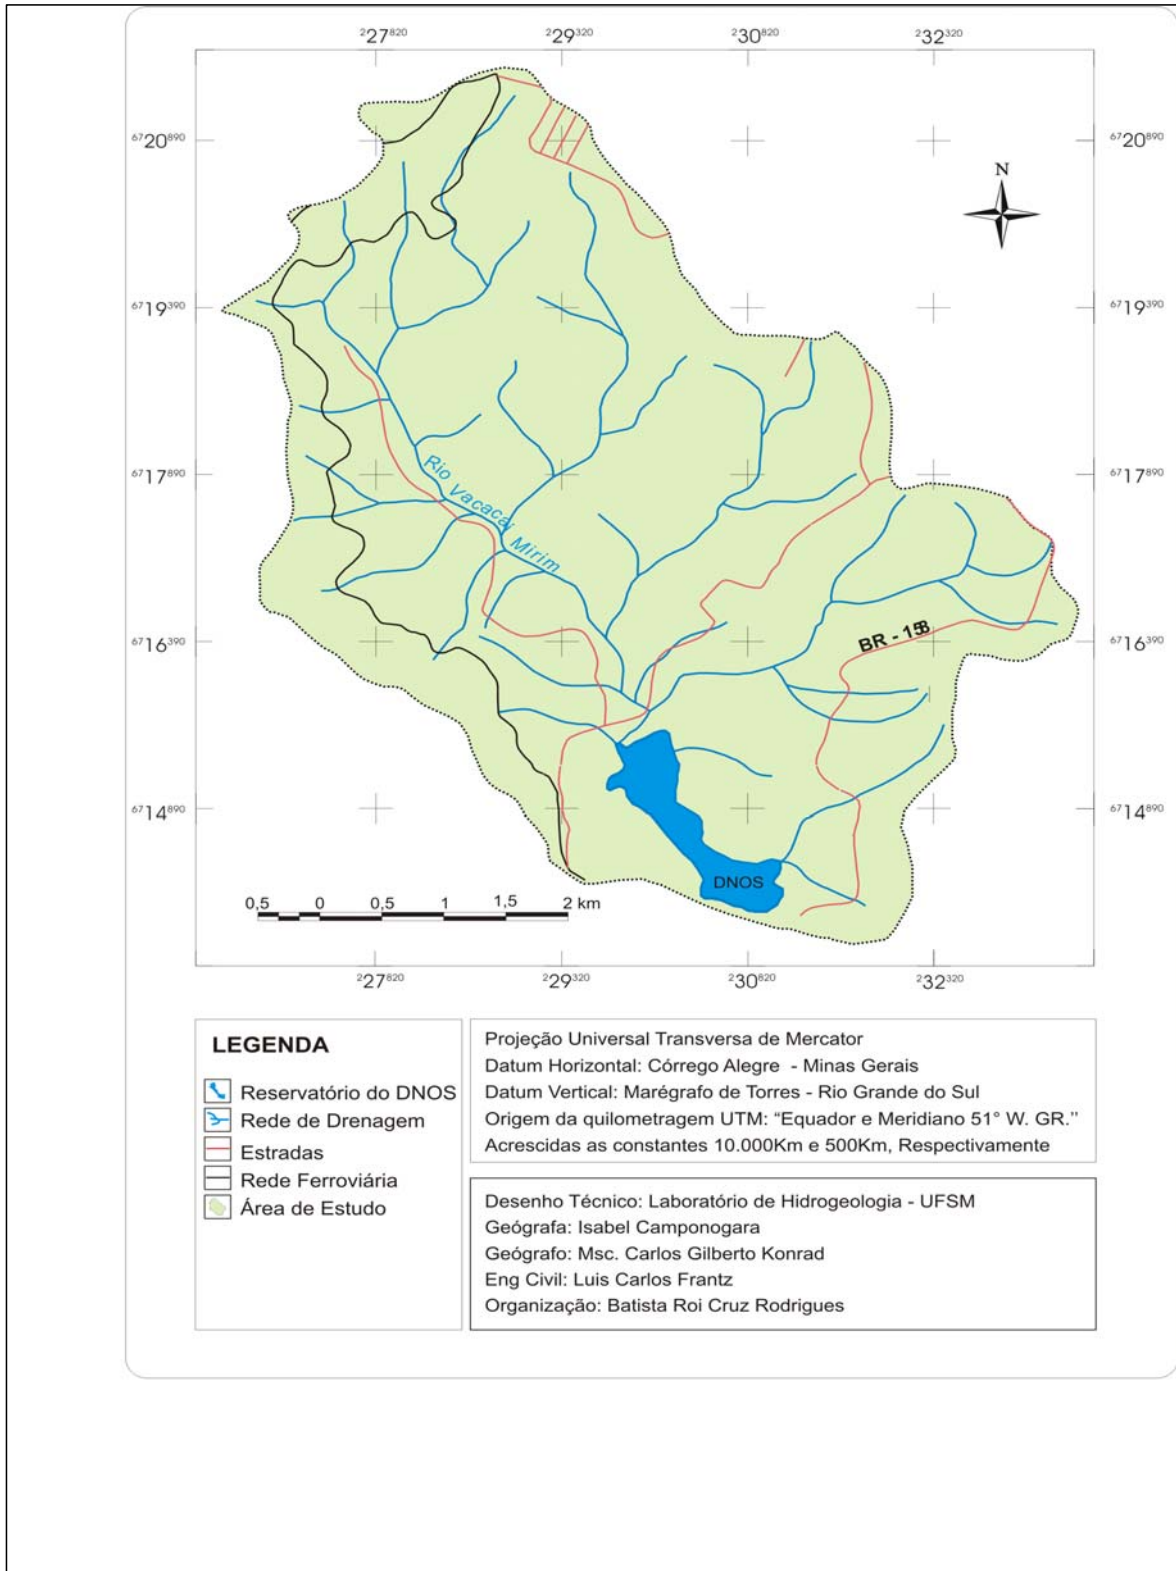 227820 229320 230820 232320
N
6720890 6720890
6719390 6719390
6717890 6717890
Rio Vacacaí Mirim
BR - 158
6716390 6716390
6714890 6714890
DNOS
0,5 0 0,5 1 1,5 2 km
227820 229320 230820 232320
LEGENDA
Reservatório do DNOS
Rede de Drenagem
Estradas
Rede Ferroviária
Área de Estudo
Projeção Universal Transversa de Mercator
Datum Horizontal: Córrego Alegre - Minas Gerais
Datum Vertical: Marégrafo de Torres - Rio Grande do Sul
Origem da quilometragem UTM: “Equador e Meridiano 51° W. GR.''
Acrescidas as constantes 10.000Km e 500Km, Respectivamente
Desenho Técnico: Laboratório de Hidrogeologia - UFSM
Geógrafa: Isabel Camponogara
Geógrafo: Msc. Carlos Gilberto Konrad
Eng Civil: Luis Carlos Frantz
Organização: Batista Roi Cruz Rodrigues